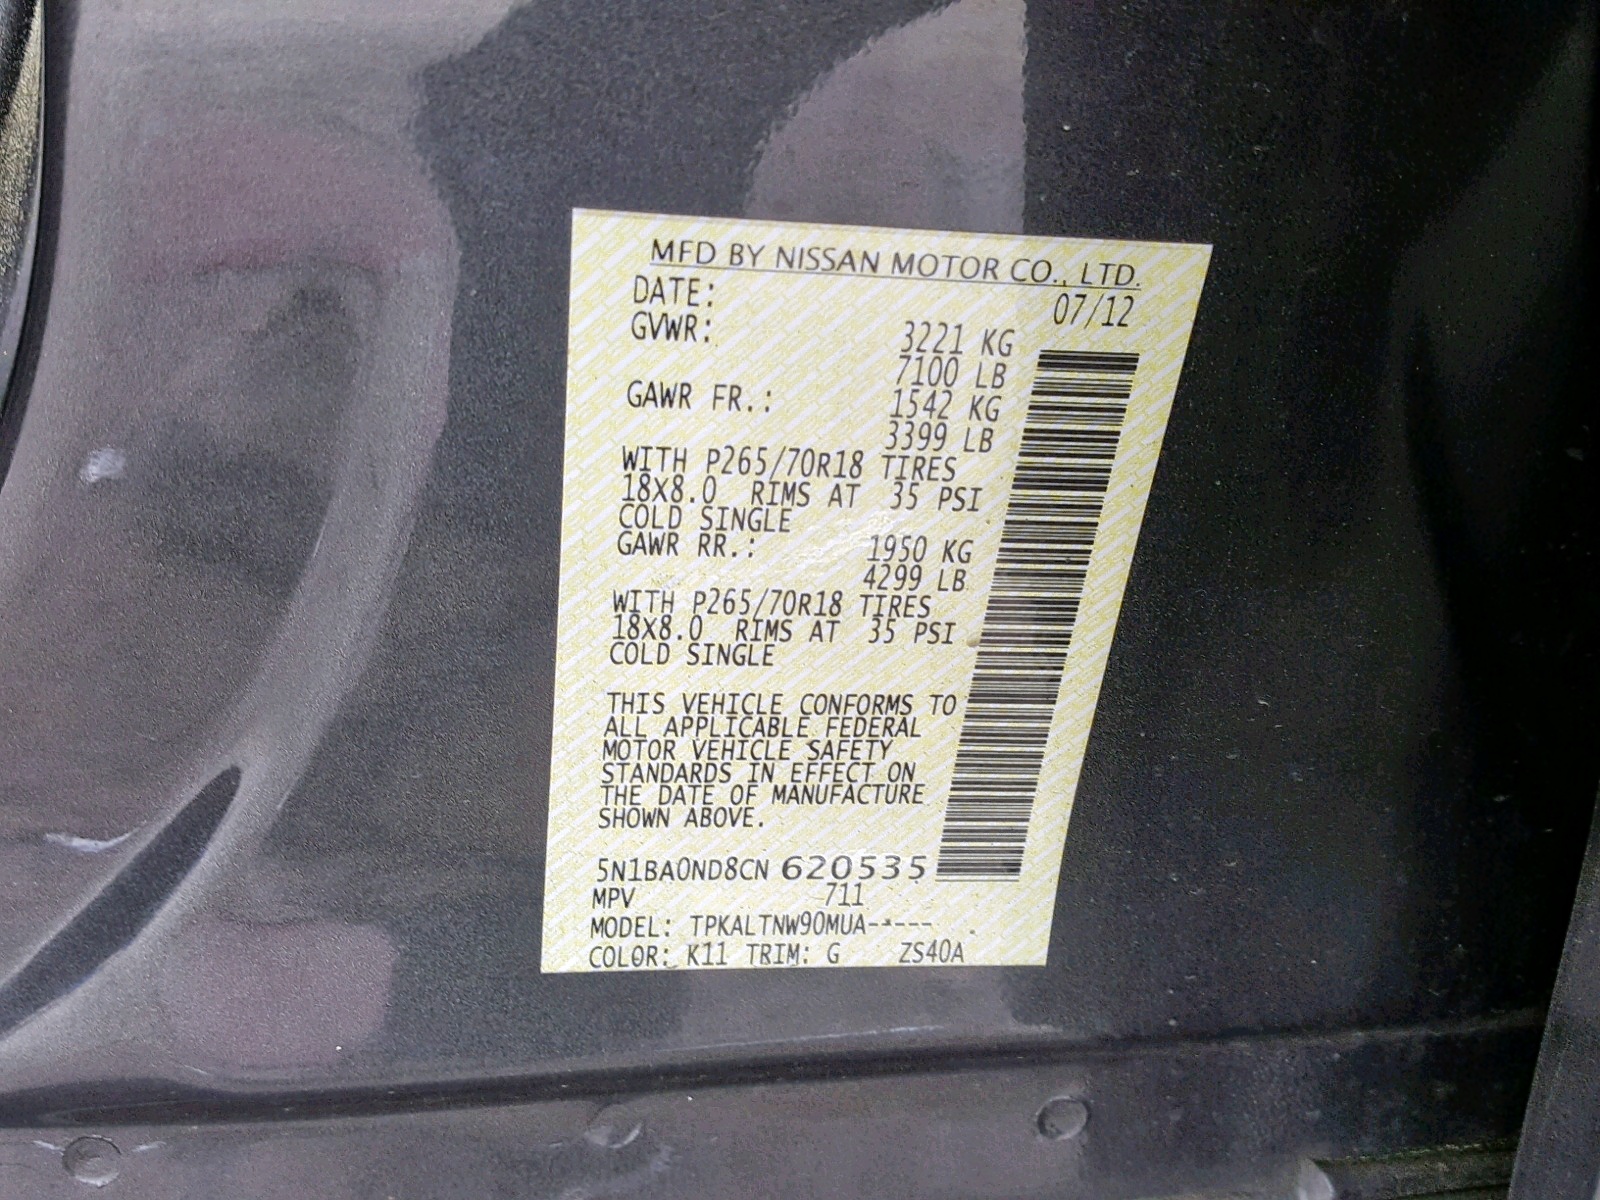 MFD BY NISSAN MOTOR CO., LTD.
DATE: 07/12
GVWR: 3221 KG
7100 LB
GAWR FR.: 1542 KG
3399 LB
WITH P265/70R18 TIRES
18X8.0 RIMS AT 35 PSI
COLD SINGLE
GAWR RR.: 1950 KG
4299 LB
WITH P265/70R18 TIRES
18X8.0 RIMS AT 35 PSI
COLD SINGLE
THIS VEHICLE CONFORMS TO
ALL APPLICABLE FEDERAL
MOTOR VEHICLE SAFETY
STANDARDS IN EFFECT ON
THE DATE OF MANUFACTURE
SHOWN ABOVE.
5N1BA0ND8CN 620535
MPV 711
MODEL: TPKALTNW90MUA-----
COLOR: K11 TRIM: G ZS40A